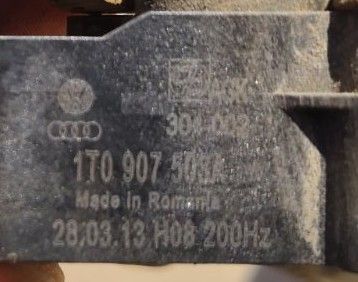 1T0 907 503A
Made in Romania
28.03.13 H08 200Hz